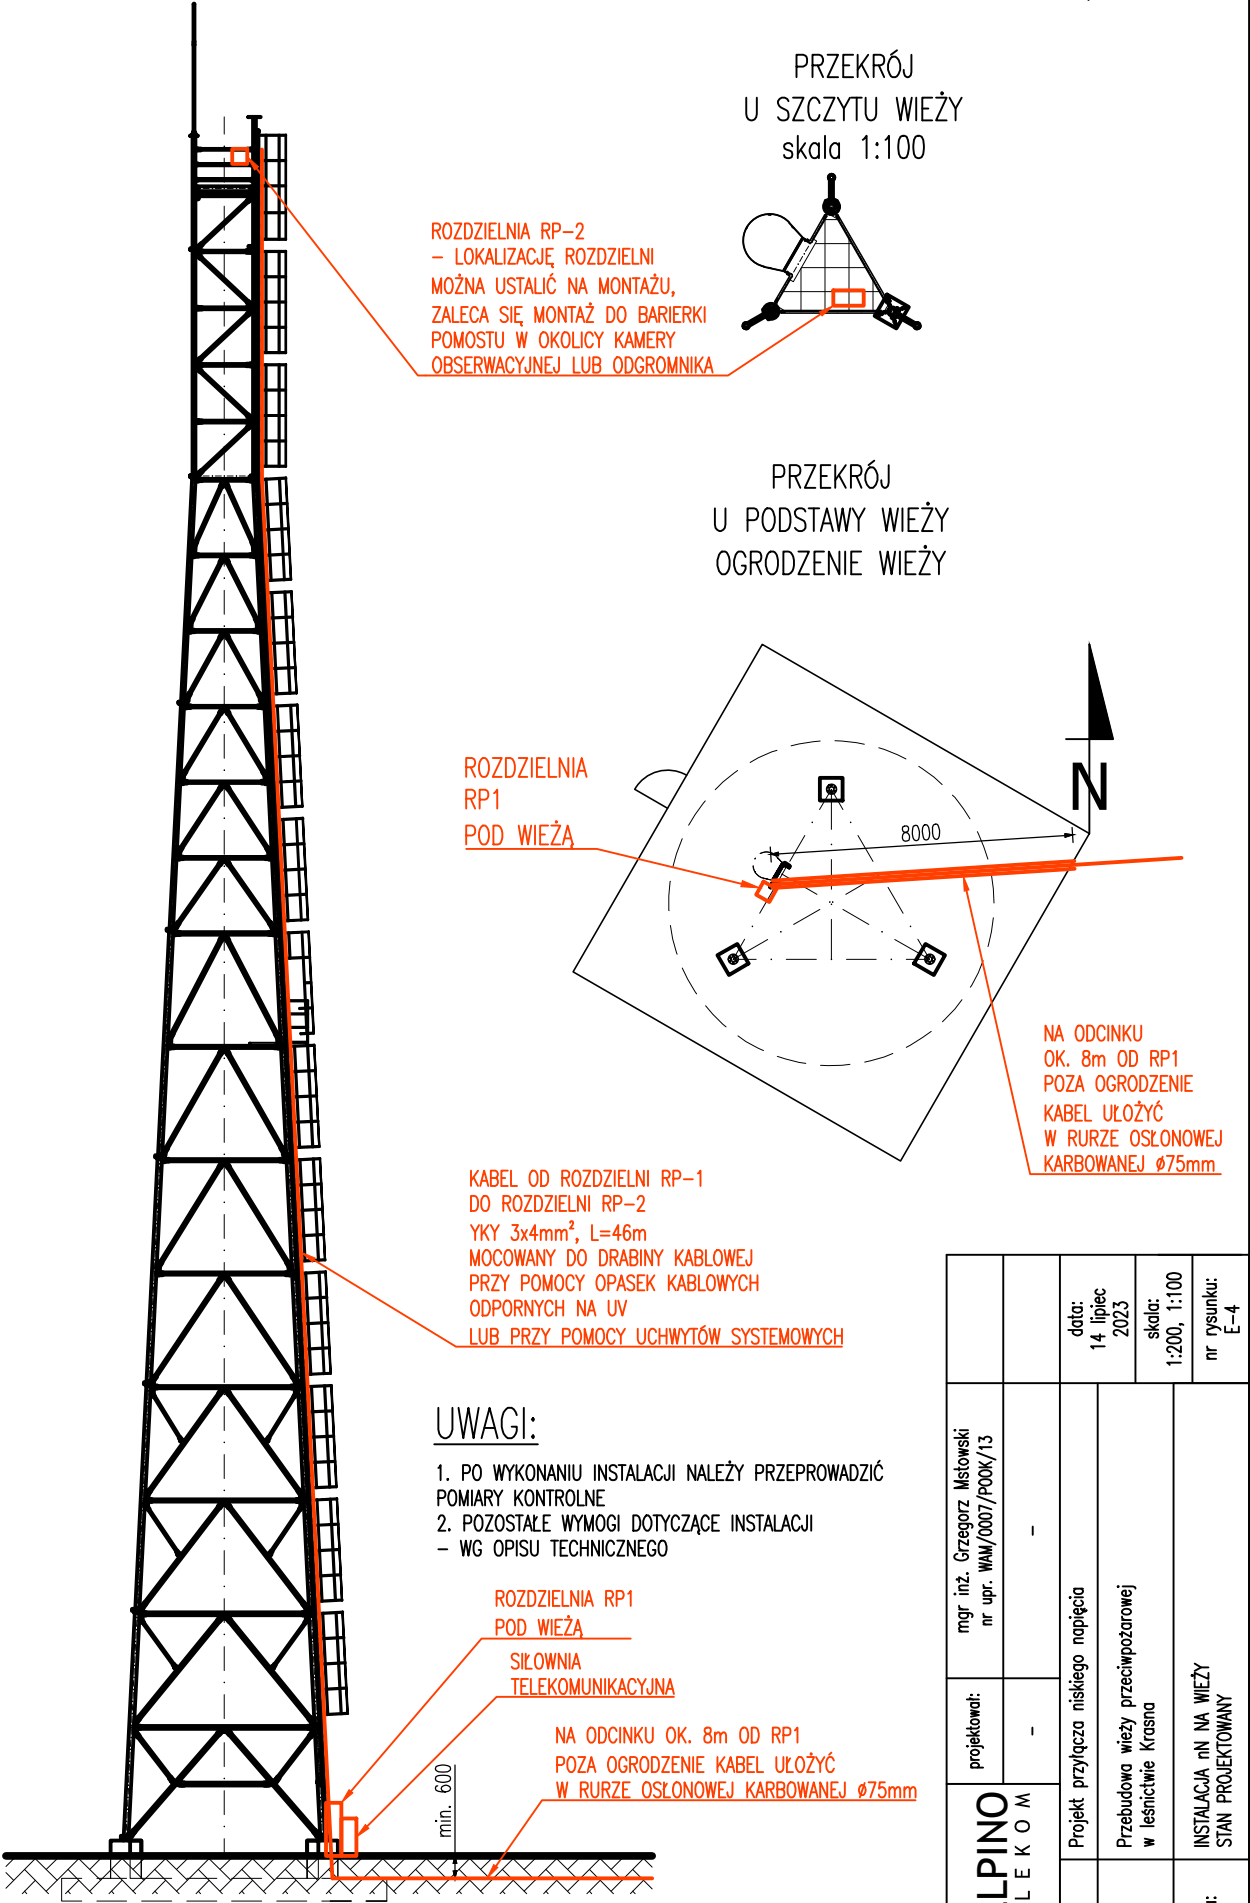 PRZEKRÓJ
U SZCZYTU WIEŻY
skala 1:100
ROZDZIELNIA RP-2
- LOKALIZACJĘ ROZDZIELNI
MOŻNA USTALIĆ NA MONTAŻU,
ZALECA SIĘ MONTAŻ DO BARIERKI
POMOSTU W OKOLICY KAMERY
OBSERWACYJNEJ LUB ODGROMNIKA
PRZEKRÓJ
U PODSTAWY WIEŻY
OGRODZENIE WIEŻY
N
ROZDZIELNIA
RP1
POD WIEŻĄ
8000
NA ODCINKU
OK. 8m OD RP1
POZA OGRODZENIE
KABEL UŁOŻYĆ
W RURZE OSŁONOWEJ
KARBOWANEJ ø75mm
KABEL OD ROZDZIELNI RP-1
DO ROZDZIELNI RP-2
YKY 3x4mm², L=46m
MOCOWANY DO DRABINY KABLOWEJ
PRZY POMOCY OPASEK KABLOWYCH
ODPORNYCH NA UV
LUB PRZY POMOCY UCHWYTÓW SYSTEMOWYCH
UWAGI:
1. PO WYKONANIU INSTALACJI NALEŻY PRZEPROWADZIĆ
POMIARY KONTROLNE
2. POZOSTAŁE WYMOGI DOTYCZĄCE INSTALACJI
- WG OPISU TECHNICZNEGO
ROZDZIELNIA RP1
POD WIEŻĄ
SIŁOWNIA
TELEKOMUNIKACYJNA
NA ODCINKU OK. 8m OD RP1
POZA OGRODZENIE KABEL UŁOŻYĆ
W RURZE OSŁONOWEJ KARBOWANEJ ø75mm
min. 600
LPINO
LEKOM
projektował:
mgr inż. Grzegorz Mstowski
nr upr. WAM/0007/POOK/13
-
-
Projekt przyłącza niskiego napięcia
data:
14 lipiec
2023
Przebudowa wieży przeciwpożarowej
w leśnictwie Krasna
skala:
1:200, 1:100
INSTALACJA nN NA WIEŻY
STAN PROJEKTOWANY
nr rysunku:
E-4